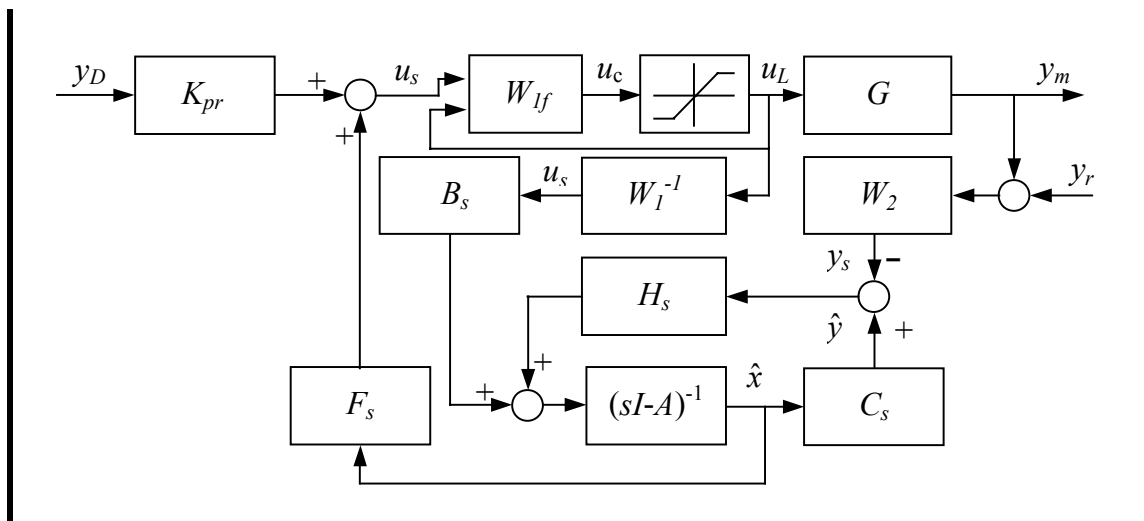 y_D K_pr + u_s W_1f u_c u_L G y_m
+
B_s u_s W_1^-1 W_2 y_r
y_s -
H_s
ŷ +
+
F_s + (sI-A)^-1 x̂ C_s